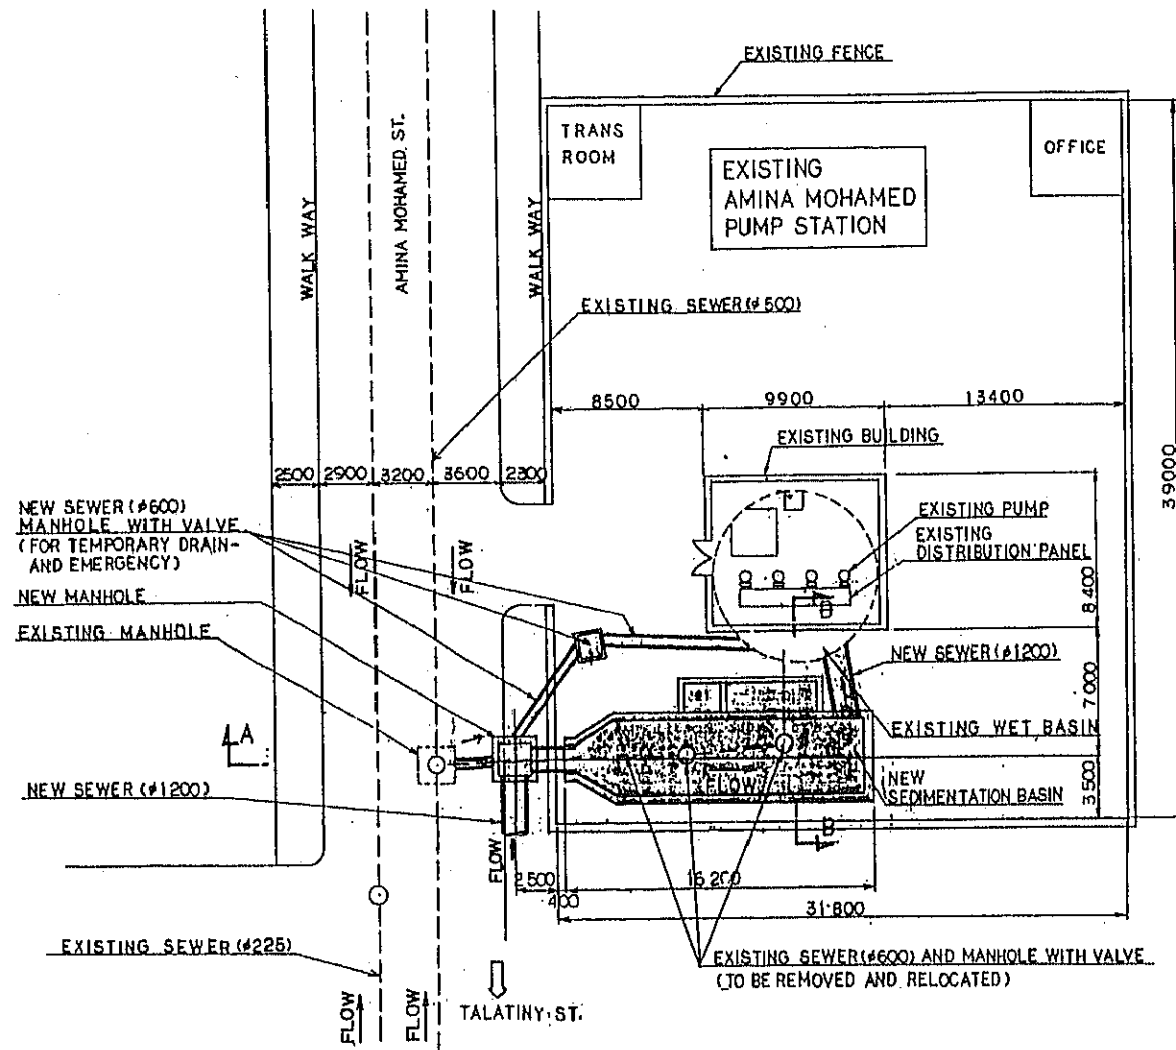 EXISTING FENCE
TRANS
ROOM
OFFICE
EXISTING
AMINA MOHAMED
PUMP STATION
WALK WAY
AMINA MOHAMED. ST.
WALK WAY
EXISTING SEWER(ø500)
8500
9900
13400
39000
EXISTING BUILDING
2500
2900
3200
3600
2300
NEW SEWER (ø600)
MANHOLE WITH VALVE
(FOR TEMPORARY DRAIN-
AND EMERGENCY)
FLOW
FLOW
EXISTING PUMP
EXISTING
DISTRIBUTION PANEL
8400
B
NEW MANHOLE
EXISTING MANHOLE
NEW SEWER(ø1200)
7000
A
EXISTING WET BASIN
NEW SEWER (ø1200)
FLOW
NEW
SEDIMENTATION BASIN
3500
B
FLOW
2500
400
16200
31800
EXISTING SEWER(ø225)
EXISTING SEWER(ø600) AND MANHOLE WITH VALVE
(TO BE REMOVED AND RELOCATED)
FLOW
FLOW
TALATINY ST.